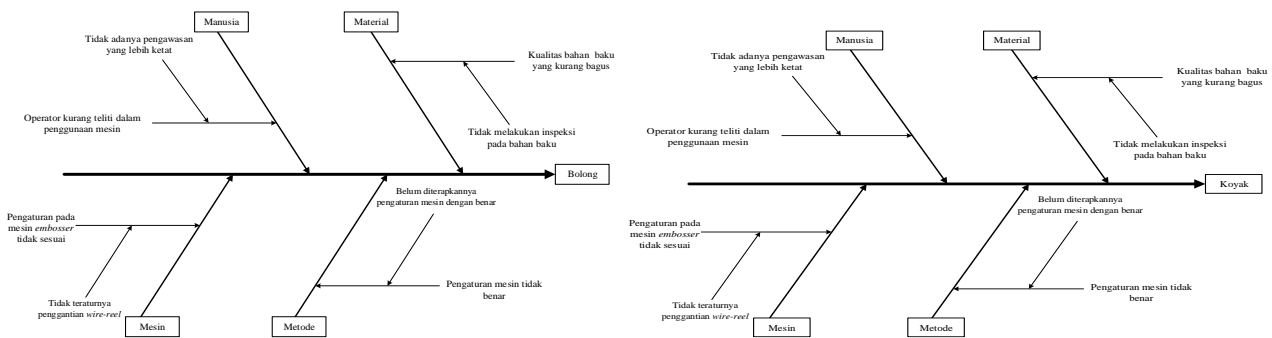 Manusia
Material
Tidak adanya pengawasan
yang lebih ketat
Kualitas bahan baku
yang kurang bagus
Operator kurang teliti dalam
penggunaan mesin
Tidak melakukan inspeksi
pada bahan baku
Bolong
Belum diterapkannya
pengaturan mesin dengan benar
Pengaturan pada
mesin embosser
tidak sesuai
Pengaturan mesin tidak
benar
Tidak teraturnya
penggantian wire-reel
Mesin
Metode
Manusia
Material
Tidak adanya pengawasan
yang lebih ketat
Kualitas bahan baku
yang kurang bagus
Operator kurang teliti dalam
penggunaan mesin
Tidak melakukan inspeksi
pada bahan baku
Koyak
Belum diterapkannya
pengaturan mesin dengan benar
Pengaturan pada
mesin embosser
tidak sesuai
Pengaturan mesin tidak
benar
Tidak teraturnya
penggantian wire-reel
Mesin
Metode